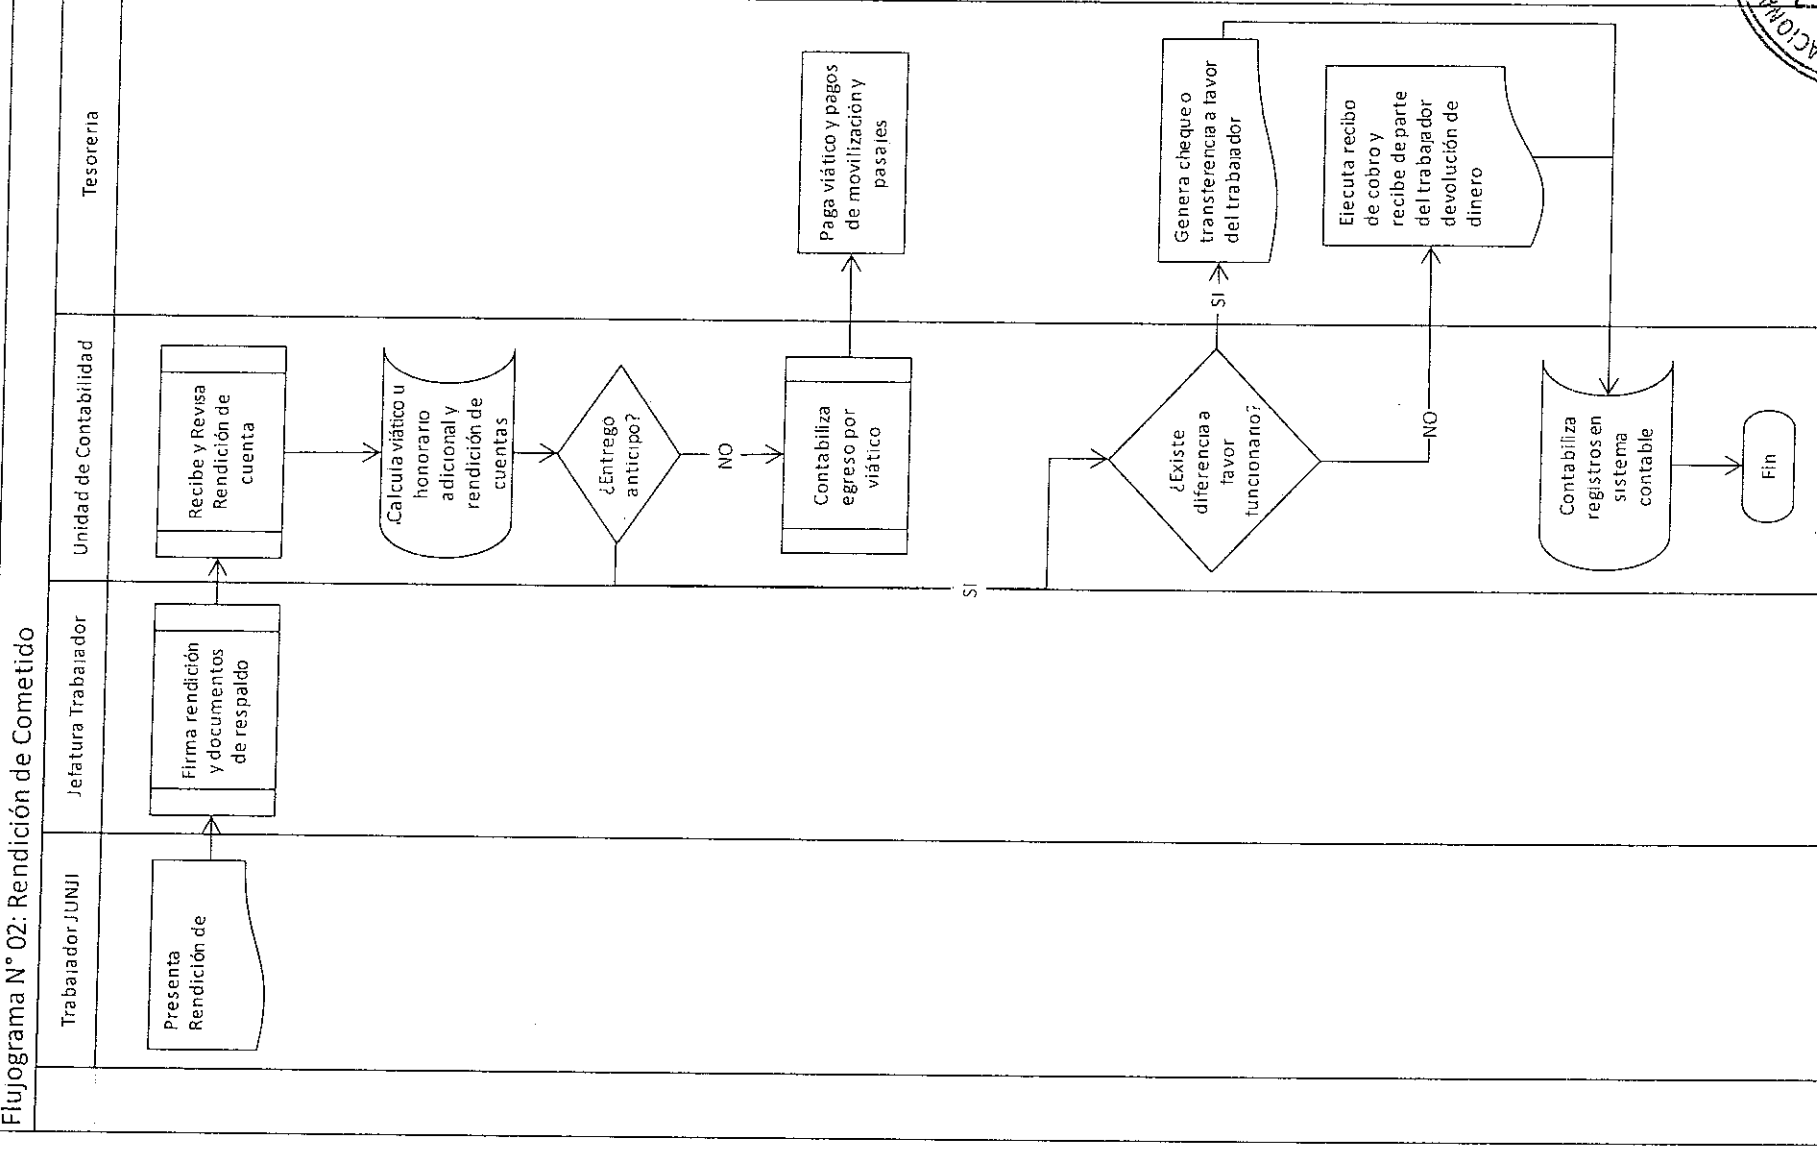 Flujograma N° 02: Rendición de Cometido
Trabajador JUNJI
Jefatura Trabajador
Unidad de Contabilidad
Tesoreria
Presenta
Rendición de
Firma rendición
y documentos
de respaldo
Recibe y Revisa
Rendición de
cuenta
Calcula viático u
honorario
adicional y
rendición de
cuentas
¿Entrego
anticipo?
NO
SI
Contabiliza
egreso por
viático
Paga viático y pagos
de movilización y
pasajes
¿Existe
diferencia a
favor
funcionario?
SI
NO
Genera cheque o
transferencia a favor
del trabajador
Ejecuta recibo
de cobro y
recibe de parte
del trabajador
devolución de
dinero
Contabiliza
registros en
sistema
contable
Fin